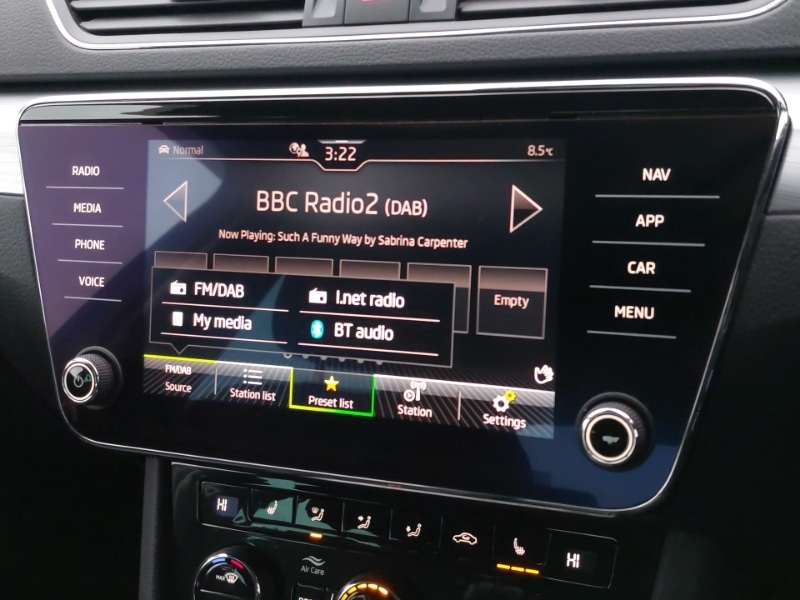 Normal
3:22
8.5°C
RADIO
MEDIA
PHONE
VOICE
BBC Radio2 (DAB)
Now Playing: Such A Funny Way by Sabrina Carpenter
FM/DAB
I.net radio
My media
BT audio
Empty
FM/DAB
Source
Station list
Preset list
Station
Settings
NAV
APP
CAR
MENU
HI
HI
MAX
Air Care